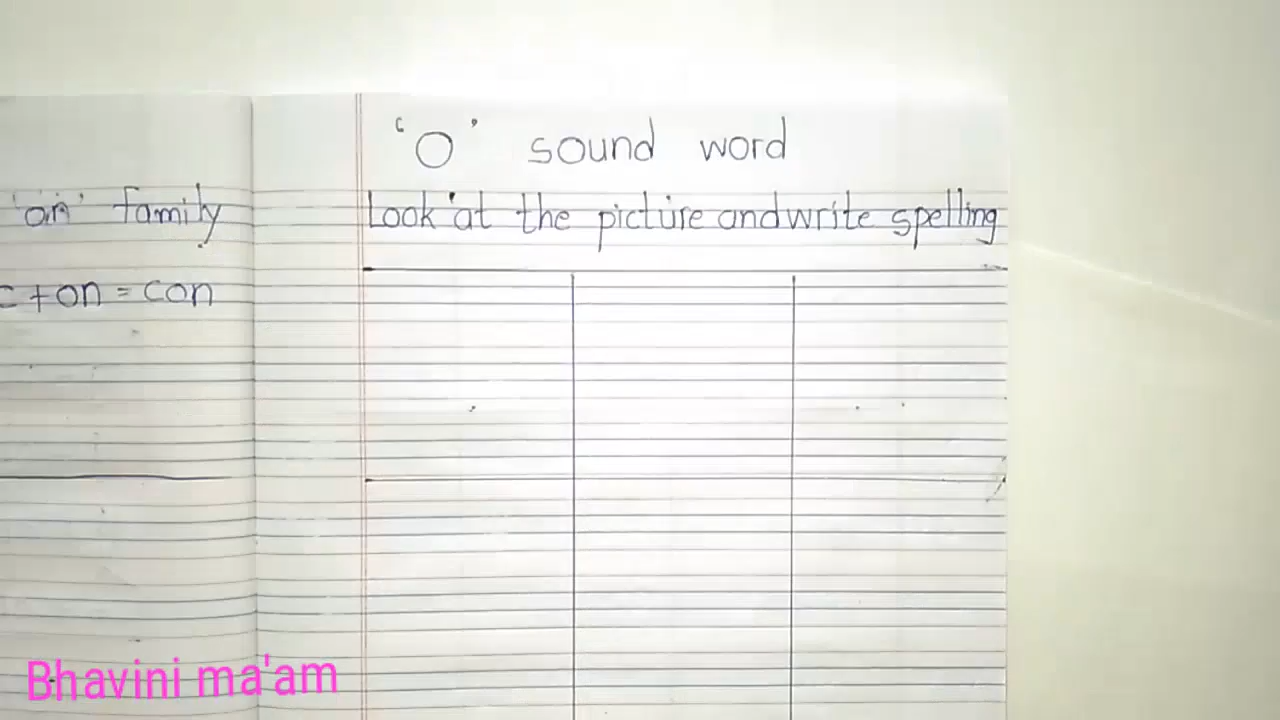 'on' family
c + on = con
'O' sound word
Look at the picture and write spelling
Bhavini ma'am